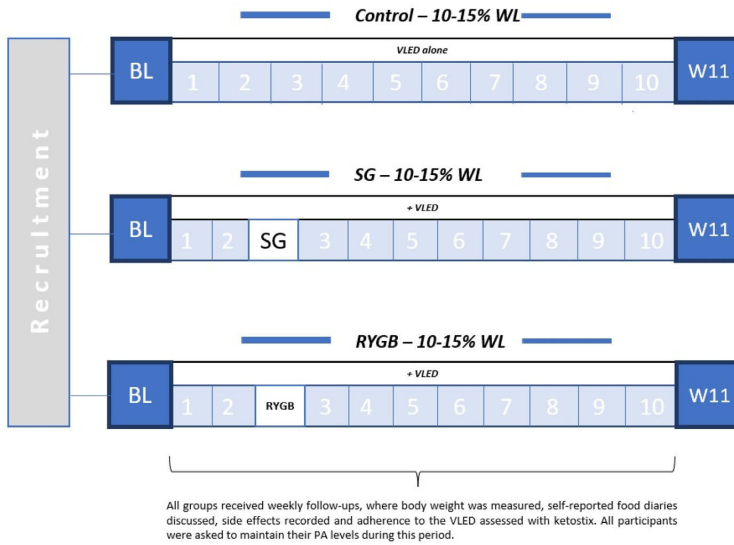 Recruitment
Control – 10-15% WL
VLED alone
BL 1 2 3 4 5 6 7 8 9 10 W11
SG – 10-15% WL
+ VLED
BL 1 2 SG 3 4 5 6 7 8 9 10 W11
RYGB – 10-15% WL
+ VLED
BL 1 2 RYGB 3 4 5 6 7 8 9 10 W11
All groups received weekly follow-ups, where body weight was measured, self-reported food diaries
discussed, side effects recorded and adherence to the VLED assessed with ketostix. All participants
were asked to maintain their PA levels during this period.